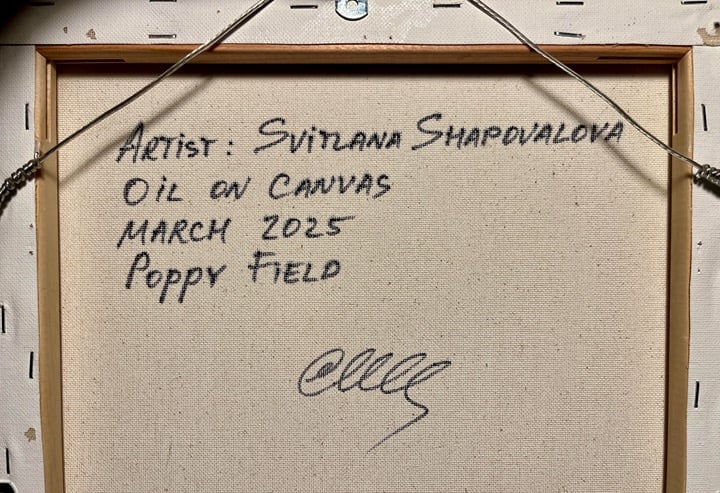 Artist: Svitlana Shapovalova
Oil on Canvas
March 2025
Poppy Field